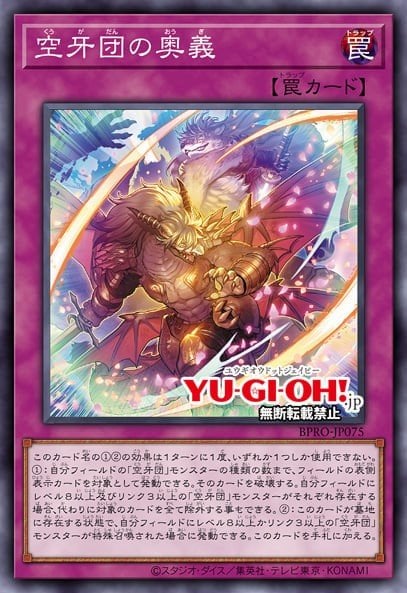 空牙団の奥義
罠
【罠カード】
ユウギオウドットジェイピー
YU-GI-OH!.jp
無断転載禁止
BPRO-JP075
このカード名の①②の効果は1ターンに1度、いずれか1つしか使用できない。
①:自分フィールドの「空牙団」モンスターの種類の数まで、フィールドの表側
表示カードを対象として発動できる。そのカードを破壊する。自分フィールドに
レベル8以上及びリンク3以上の「空牙団」モンスターがそれぞれ存在する
場合、代わりに対象のカードを全て除外する事もできる。②:このカードが墓地
に存在する状態で、自分フィールドにレベル8以上かリンク3以上の「空牙団」
モンスターが特殊召喚された場合に発動できる。このカードを手札に加える。
©スタジオ・ダイス/集英社・テレビ東京・KONAMI